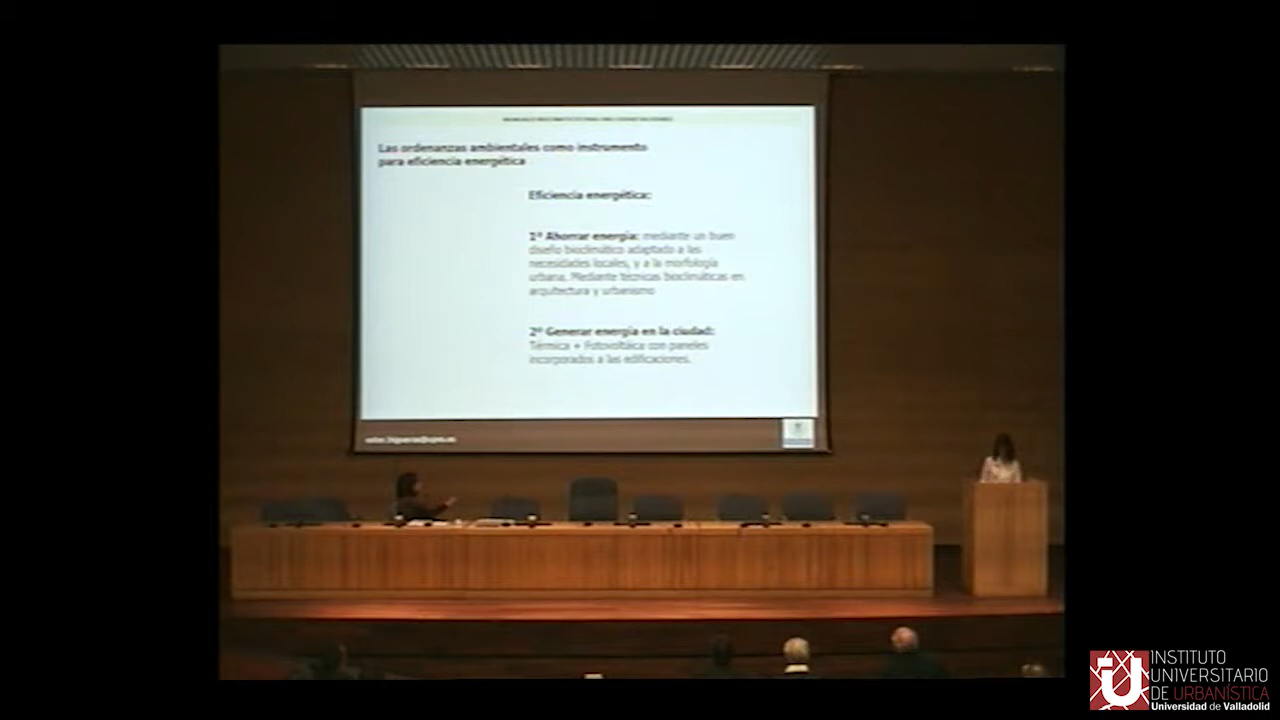 Las ordenanzas ambientales como instrumento
para eficiencia energética
Eficiencia energética:
1º Ahorrar energía: mediante un buen
diseño bioclimático adaptado a las
necesidades locales, y a la morfología
urbana. Mediante técnicas bioclimáticas en
arquitectura y urbanismo
2º Generar energía en la ciudad:
Térmica + Fotovoltáica con paneles
incorporados a las edificaciones.
INSTITUTO
UNIVERSITARIO
DE URBANÍSTICA
Universidad de Valladolid